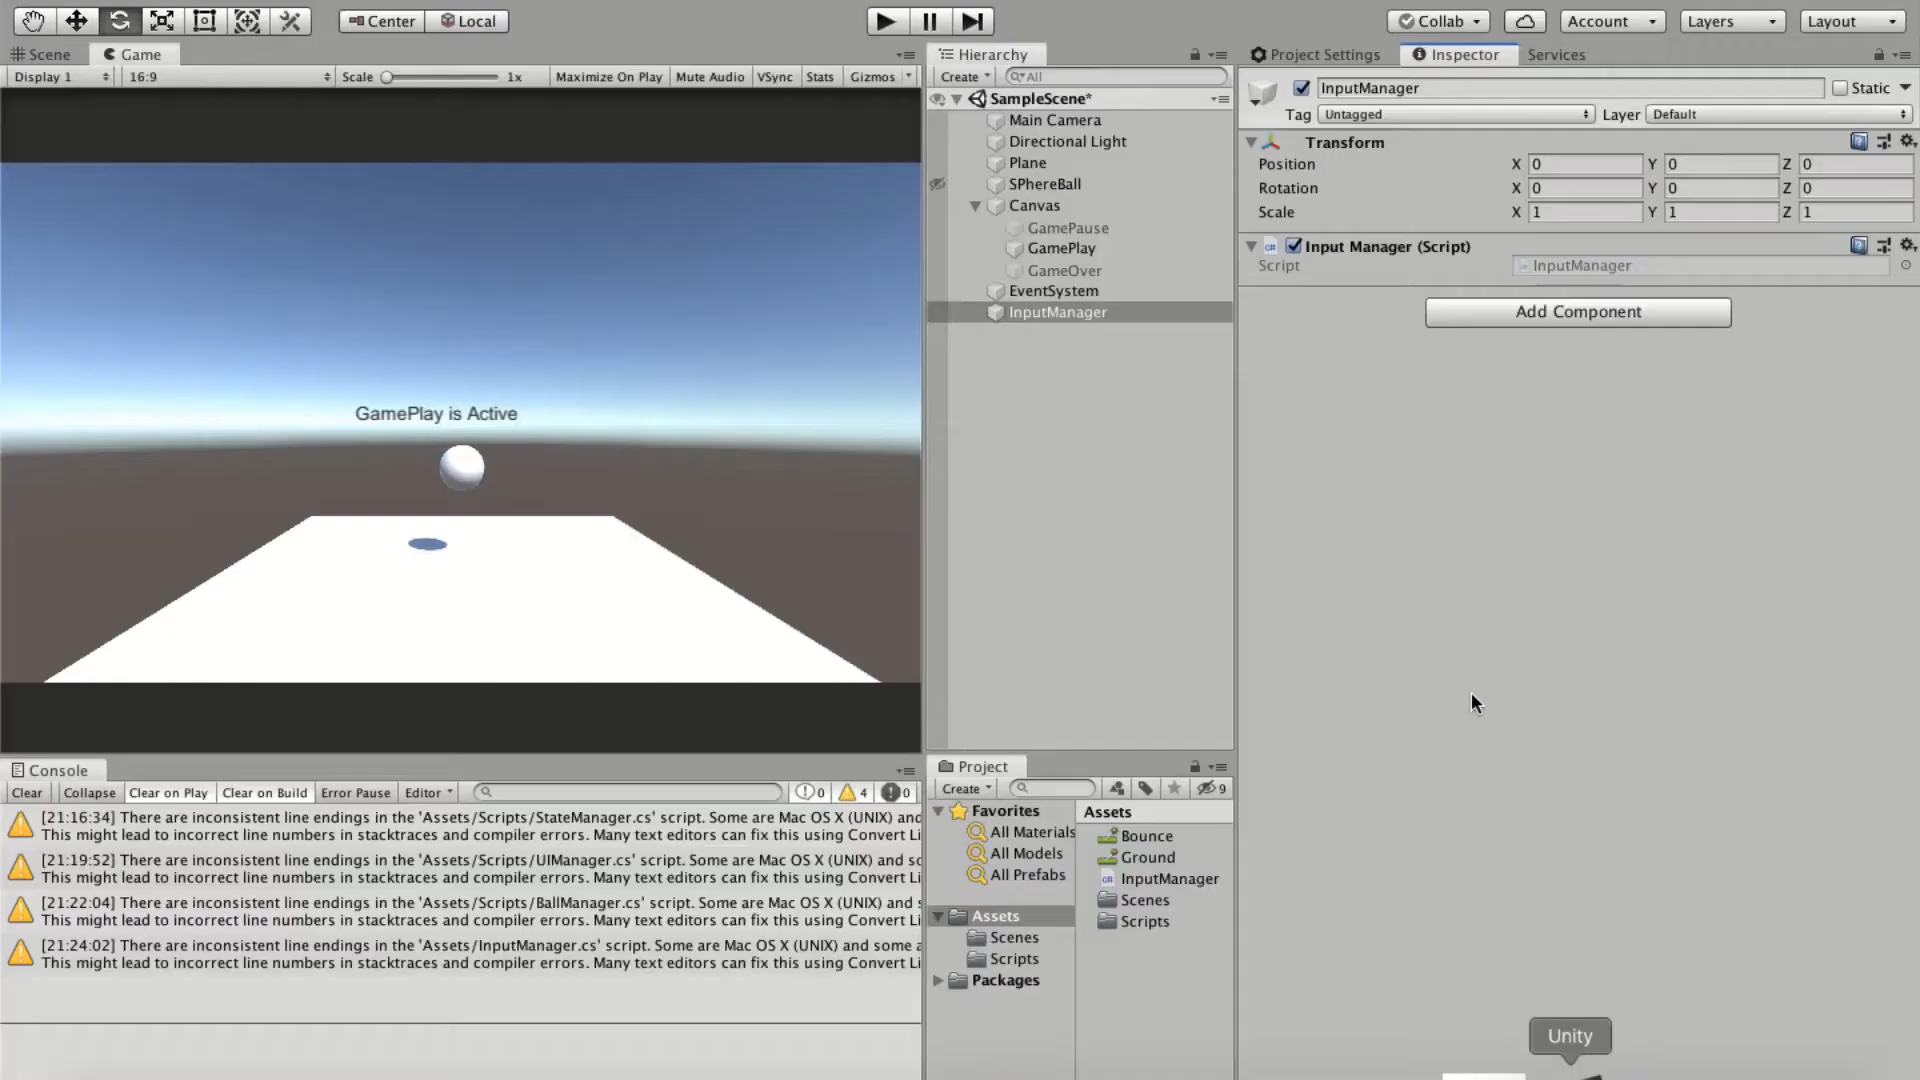 Center Local Collab Account Layers Layout
Scene Game
Display 1 16:9 Scale 1x Maximize On Play Mute Audio VSync Stats Gizmos
GamePlay is Active
Hierarchy
Create All
SampleScene*
Main Camera
Directional Light
Plane
SPhereBall
Canvas
GamePause
GamePlay
GameOver
EventSystem
InputManager
Project Settings Inspector Services
InputManager Static
Tag Untagged Layer Default
Transform
Position X 0 Y 0 Z 0
Rotation X 0 Y 0 Z 0
Scale X 1 Y 1 Z 1
Input Manager (Script)
Script InputManager
Add Component
Console
Clear Collapse Clear on Play Clear on Build Error Pause Editor 0 4 0
[21:16:34] There are inconsistent line endings in the 'Assets/Scripts/StateManager.cs' script. Some are Mac OS X (UNIX) and
This might lead to incorrect line numbers in stacktraces and compiler errors. Many text editors can fix this using Convert Li
[21:19:52] There are inconsistent line endings in the 'Assets/Scripts/UIManager.cs' script. Some are Mac OS X (UNIX) and so
This might lead to incorrect line numbers in stacktraces and compiler errors. Many text editors can fix this using Convert Li
[21:22:04] There are inconsistent line endings in the 'Assets/Scripts/BallManager.cs' script. Some are Mac OS X (UNIX) and s
This might lead to incorrect line numbers in stacktraces and compiler errors. Many text editors can fix this using Convert Li
[21:24:02] There are inconsistent line endings in the 'Assets/InputManager.cs' script. Some are Mac OS X (UNIX) and some a
This might lead to incorrect line numbers in stacktraces and compiler errors. Many text editors can fix this using Convert Li
Project
Create 9
Favorites
All Materials
All Models
All Prefabs
Assets
Scenes
Scripts
Packages
Assets
Bounce
Ground
InputManager
Scenes
Scripts
Unity